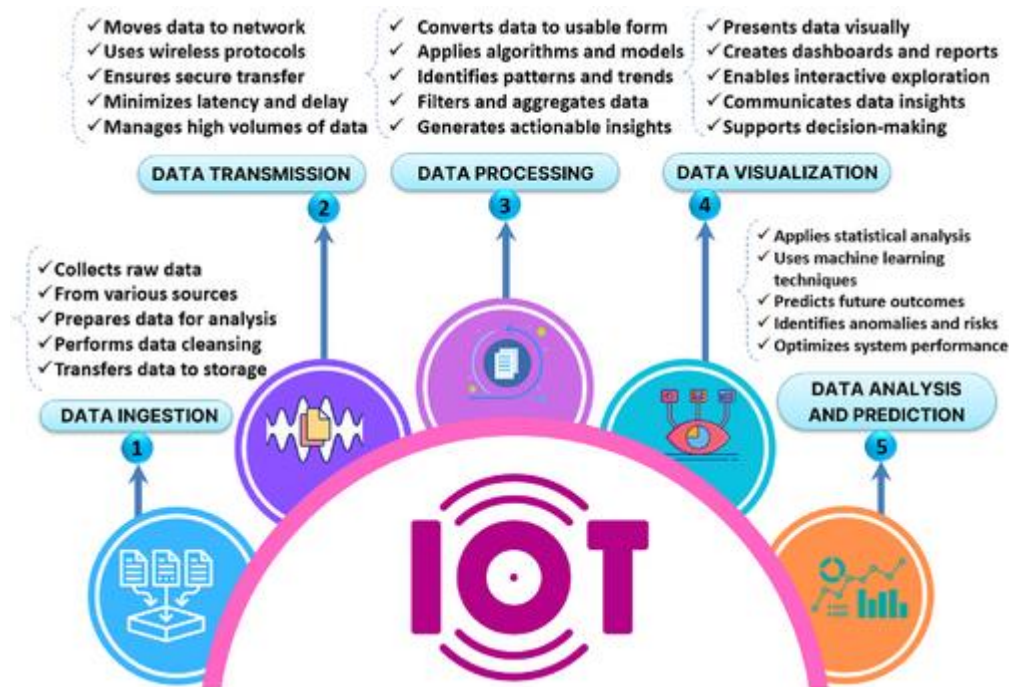 Moves data to network
Uses wireless protocols
Ensures secure transfer
Minimizes latency and delay
Manages high volumes of data
DATA TRANSMISSION
2
Converts data to usable form
Applies algorithms and models
Identifies patterns and trends
Filters and aggregates data
Generates actionable insights
DATA PROCESSING
3
Presents data visually
Creates dashboards and reports
Enables interactive exploration
Communicates data insights
Supports decision-making
DATA VISUALIZATION
4
Collects raw data
From various sources
Prepares data for analysis
Performs data cleansing
Transfers data to storage
DATA INGESTION
1
Applies statistical analysis
Uses machine learning
techniques
Predicts future outcomes
Identifies anomalies and risks
Optimizes system performance
DATA ANALYSIS
AND PREDICTION
5
IOT